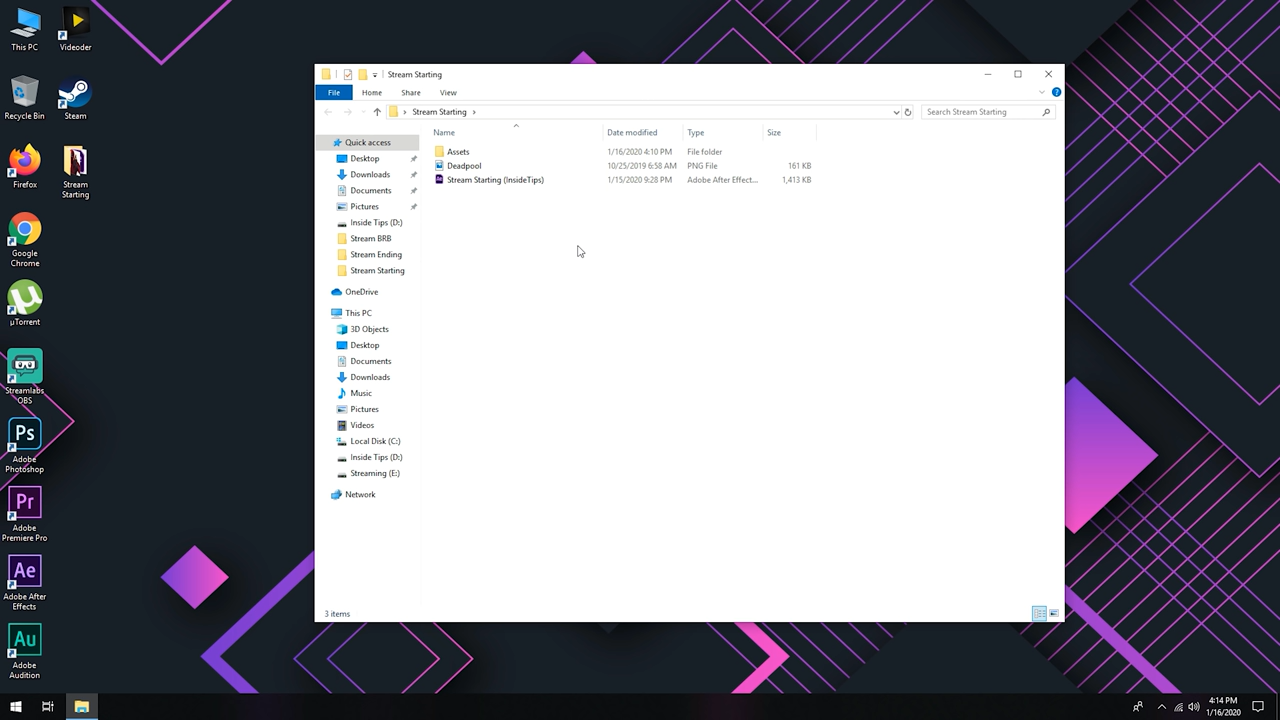 This PC
Videoder
Recycle Bin
Firefox
Stream
Starting
Google
Chrome
µTorrent
Streamlabs
OBS
Ps
Adobe
Photoshop
Pr
Adobe
Premiere Pro
Ae
Adobe After
Effects
Au
Adobe
Audition
Stream Starting
File Home Share View
Stream Starting
Search Stream Starting
Name Date modified Type Size
Assets 1/16/2020 4:10 PM File folder
Deadpool 10/25/2019 6:58 AM PNG File 161 KB
Stream Starting (InsideTips) 1/15/2020 9:28 PM Adobe After Effect... 1,413 KB
Quick access
Desktop
Downloads
Documents
Pictures
Inside Tips (D:)
Stream BRB
Stream Ending
Stream Starting
OneDrive
This PC
3D Objects
Desktop
Documents
Downloads
Music
Pictures
Videos
Local Disk (C:)
Inside Tips (D:)
Streaming (E:)
Network
3 items
4:14 PM
1/16/2020